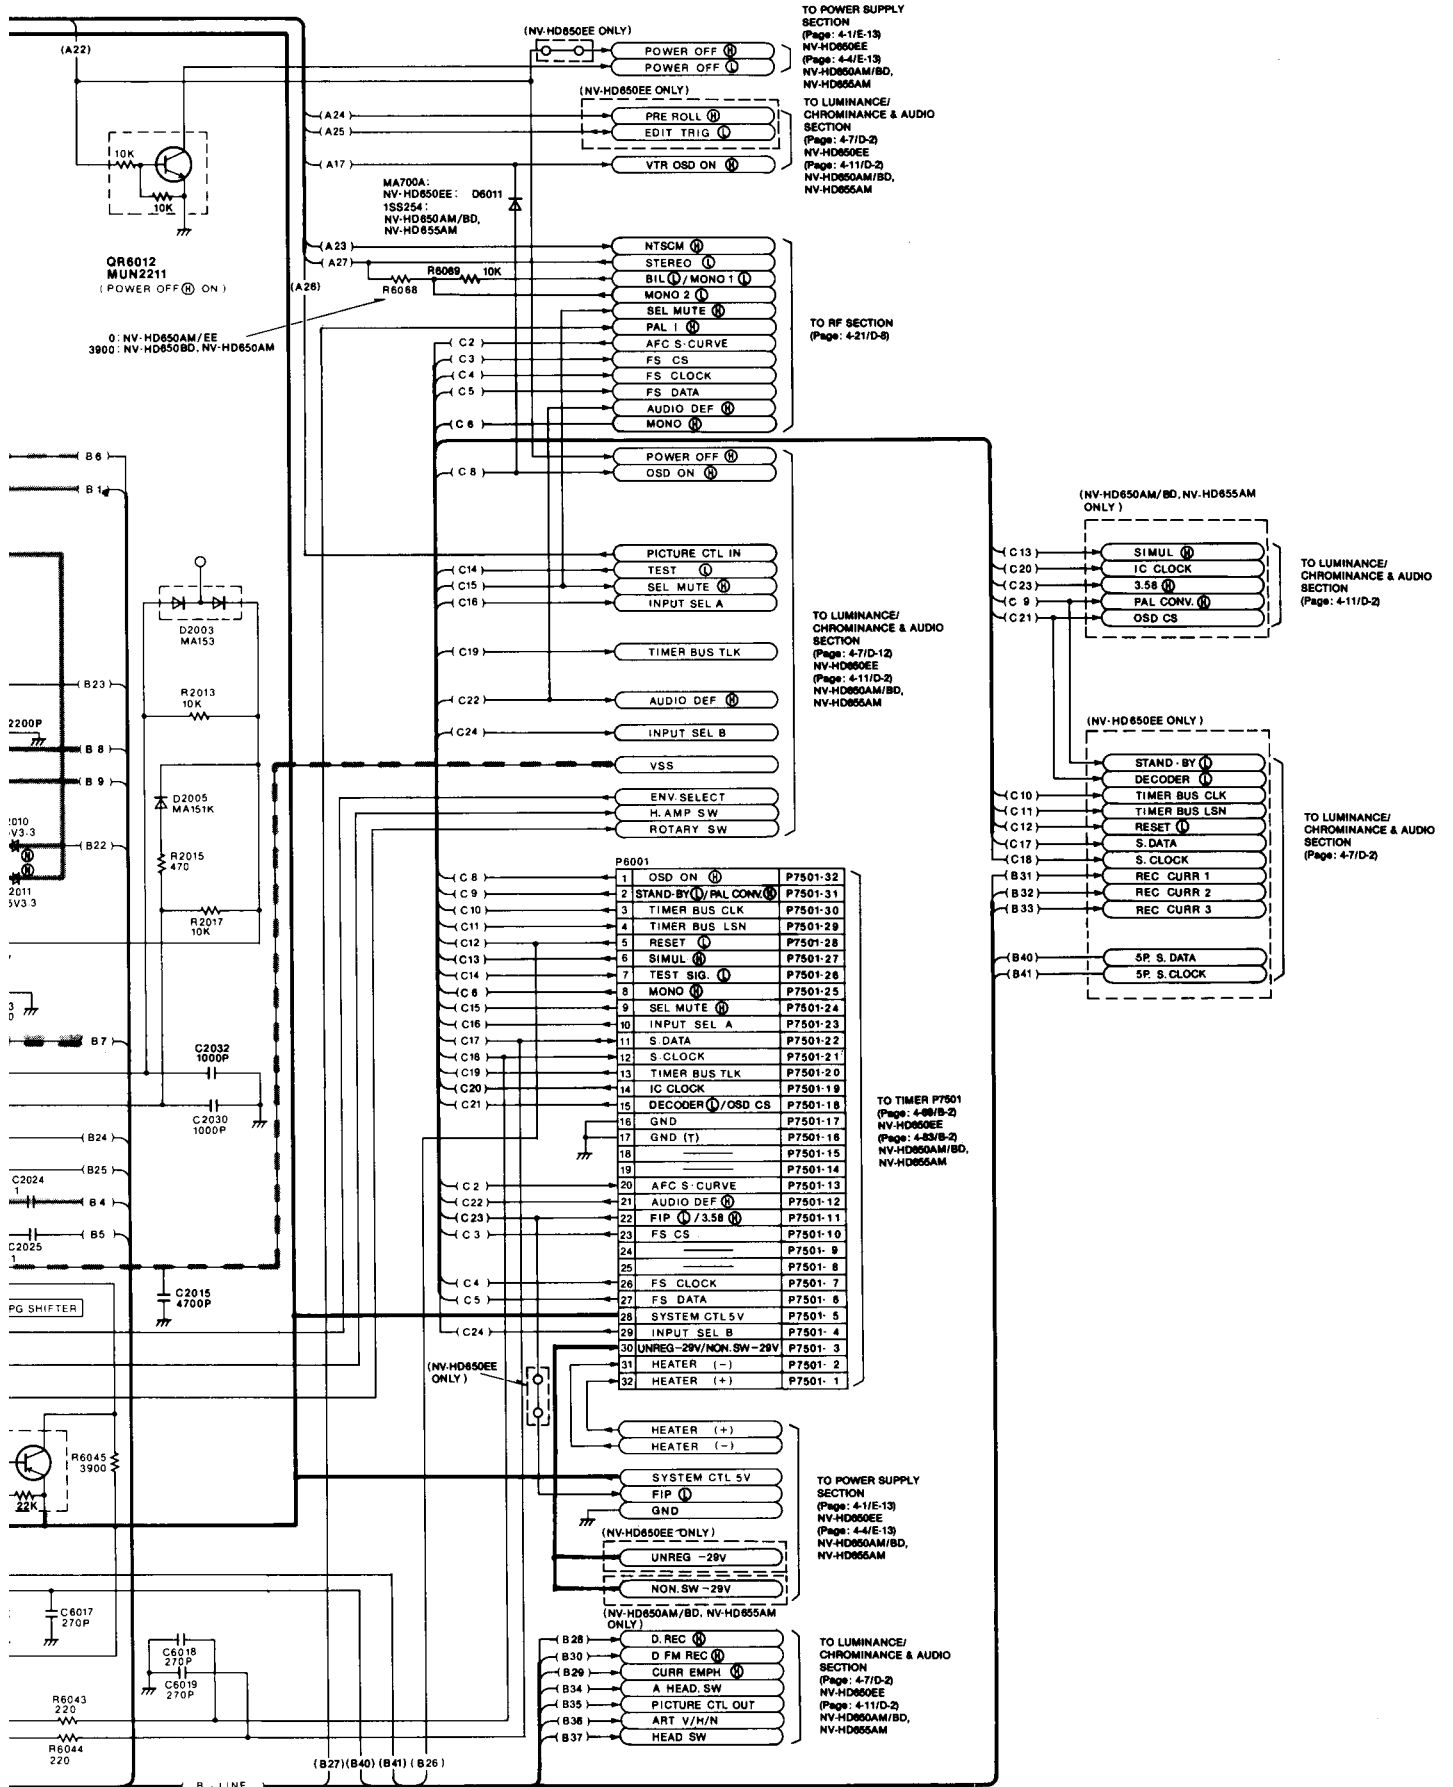 (A22)
(NV-HD850EE ONLY)
POWER OFF Ⓗ
POWER OFF Ⓛ
TO POWER SUPPLY
SECTION
(Page: 4-1/E-13)
NV-HD650EE
(Page: 4-4/E-13)
NV-HD650AM/BD,
NV-HD655AM
(NV-HD650EE ONLY)
(A24)
PRE ROLL Ⓗ
(A25)
EDIT TRIG Ⓛ
(A17)
VTR OSD ON Ⓗ
TO LUMINANCE/
CHROMINANCE & AUDIO
SECTION
(Page: 4-7/D-2)
NV-HD650EE
(Page: 4-11/D-2)
NV-HD650AM/BD,
NV-HD655AM
10K
10K
QR6012
MUN2211
(POWER OFF Ⓗ ON)
MA700A:
NV-HD650EE: D6011
1SS254:
NV-HD650AM/BD,
NV-HD655AM
(A23)
NTSCM Ⓗ
(A27)
STEREO Ⓛ
(A26)
R6068
R6069 10K
BIL Ⓛ/MONO 1 Ⓛ
MONO 2 Ⓛ
SEL MUTE Ⓗ
PAL I Ⓗ
0: NV-HD650AM/EE
3900: NV-HD650BD, NV-HD650AM
(C2) AFC S-CURVE
(C3) FS CS
(C4) FS CLOCK
(C5) FS DATA
AUDIO DEF Ⓗ
(C6) MONO Ⓗ
TO RF SECTION
(Page: 4-21/D-8)
POWER OFF Ⓗ
(C8) OSD ON Ⓗ
PICTURE CTL IN
(C14) TEST Ⓛ
(C15) SEL MUTE Ⓗ
(C16) INPUT SEL A
(C19) TIMER BUS TLK
(C22) AUDIO DEF Ⓗ
(C24) INPUT SEL B
VSS
ENV.SELECT
H.AMP SW
ROTARY SW
TO LUMINANCE/
CHROMINANCE & AUDIO
SECTION
(Page: 4-7/D-12)
NV-HD650EE
(Page: 4-11/D-2)
NV-HD650AM/BD,
NV-HD655AM
(NV-HD650AM/BD, NV-HD655AM
ONLY)
(C13) SIMUL Ⓗ
(C20) IC CLOCK
(C23) 3.58 Ⓗ
(C 9) PAL CONV. Ⓗ
(C21) OSD CS
TO LUMINANCE/
CHROMINANCE & AUDIO
SECTION
(Page: 4-11/D-2)
(NV-HD650EE ONLY)
STAND-BY Ⓛ
DECODER Ⓛ
(C10) TIMER BUS CLK
(C11) TIMER BUS LSN
(C12) RESET Ⓛ
(C17) S.DATA
(C18) S.CLOCK
(B31) REC CURR 1
(B32) REC CURR 2
(B33) REC CURR 3
(B40) 5P. S.DATA
(B41) 5P. S.CLOCK
TO LUMINANCE/
CHROMINANCE & AUDIO
SECTION
(Page: 4-7/D-2)
B6
B1
D2003
MA153
B23
R2013
10K
2200P
B8
B9
D2005
MA151K
2010
V3-3
Ⓗ
Ⓗ
2011
5V3.3
B22
R2015
470
R2017
10K
B7
C2032
1000P
C2030
1000P
(B24)
(B25)
C2024
1
B4
C2025
1
B5
C2015
4700P
PG SHIFTER
P6001
(C8) 1 OSD ON Ⓗ P7501-32
(C9) 2 STAND-BY Ⓛ/PAL CONV. Ⓗ P7501-31
(C10) 3 TIMER BUS CLK P7501-30
(C11) 4 TIMER BUS LSN P7501-29
(C12) 5 RESET Ⓛ P7501-28
(C13) 6 SIMUL Ⓗ P7501-27
(C14) 7 TEST SIG. Ⓛ P7501-26
(C6) 8 MONO Ⓗ P7501-25
(C15) 9 SEL MUTE Ⓗ P7501-24
(C16) 10 INPUT SEL A P7501-23
(C17) 11 S.DATA P7501-22
(C18) 12 S.CLOCK P7501-21
(C19) 13 TIMER BUS TLK P7501-20
(C20) 14 IC CLOCK P7501-19
(C21) 15 DECODER Ⓛ/OSD CS P7501-18
16 GND P7501-17
17 GND (T) P7501-16
18 P7501-15
19 P7501-14
(C2) 20 AFC S-CURVE P7501-13
(C22) 21 AUDIO DEF Ⓗ P7501-12
(C23) 22 FIP Ⓛ/3.58 Ⓗ P7501-11
(C3) 23 FS CS P7501-10
24 P7501-9
25 P7501-8
(C4) 26 FS CLOCK P7501-7
(C5) 27 FS DATA P7501-6
28 SYSTEM CTL5V P7501-5
(C24) 29 INPUT SEL B P7501-4
30 UNREG-29V/NON.SW-29V P7501-3
31 HEATER (-) P7501-2
32 HEATER (+) P7501-1
TO TIMER P7501
(Page: 4-69/B-2)
NV-HD650EE
(Page: 4-83/B-2)
NV-HD650AM/BD,
NV-HD655AM
(NV-HD650EE
ONLY)
HEATER (+)
HEATER (-)
SYSTEM CTL 5V
FIP Ⓛ
GND
(NV-HD650EE ONLY)
UNREG -29V
NON.SW -29V
(NV-HD650AM/BD, NV-HD655AM
ONLY)
TO POWER SUPPLY
SECTION
(Page: 4-1/E-13)
NV-HD650EE
(Page: 4-4/E-13)
NV-HD650AM/BD,
NV-HD655AM
R6045
3900
22K
C6017
270P
C6018
270P
C6019
270P
R6043
220
R6044
220
(B28) D.REC Ⓗ
(B30) D FM REC Ⓗ
(B29) CURR EMPH Ⓗ
(B34) A HEAD. SW
(B35) PICTURE CTL OUT
(B36) ART V/H/N
(B37) HEAD SW
TO LUMINANCE/
CHROMINANCE & AUDIO
SECTION
(Page: 4-7/D-2)
NV-HD650EE
(Page: 4-11/D-2)
NV-HD650AM/BD,
NV-HD655AM
(B27)(B40)(B41)(B26)
B - LINE